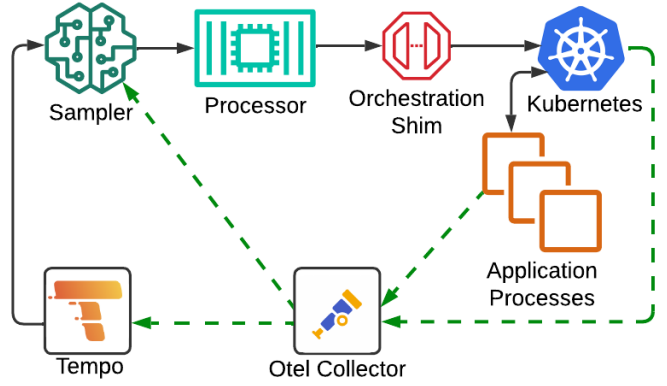 Sampler
Processor
Orchestration
Shim
Kubernetes
Application
Processes
Tempo
Otel Collector